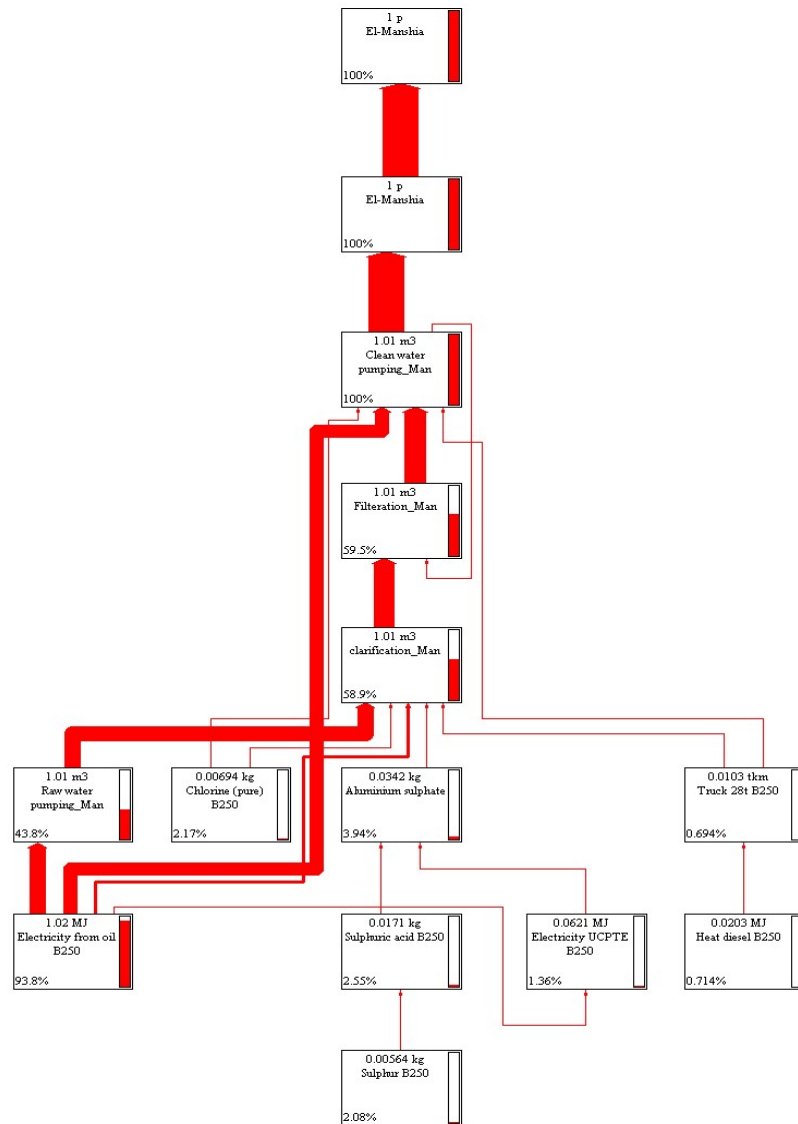 1 p
El-Manshia
100%
1 p
El-Manshia
100%
1.01 m3
Clean water
pumping_Man
100%
1.01 m3
Filteration_Man
59.5%
1.01 m3
clarification_Man
58.9%
1.01 m3
Raw water
pumping_Man
43.8%
0.00694 kg
Chlorine (pure)
B250
2.17%
0.0342 kg
Aluminium sulphate
3.94%
0.0103 tkm
Truck 28t B250
0.694%
1.02 MJ
Electricity from oil
B250
93.8%
0.0171 kg
Sulphuric acid B250
2.55%
0.0621 MJ
Electricity UCPTE
B250
1.36%
0.0203 MJ
Heat diesel B250
0.714%
0.00564 kg
Sulphur B250
2.08%